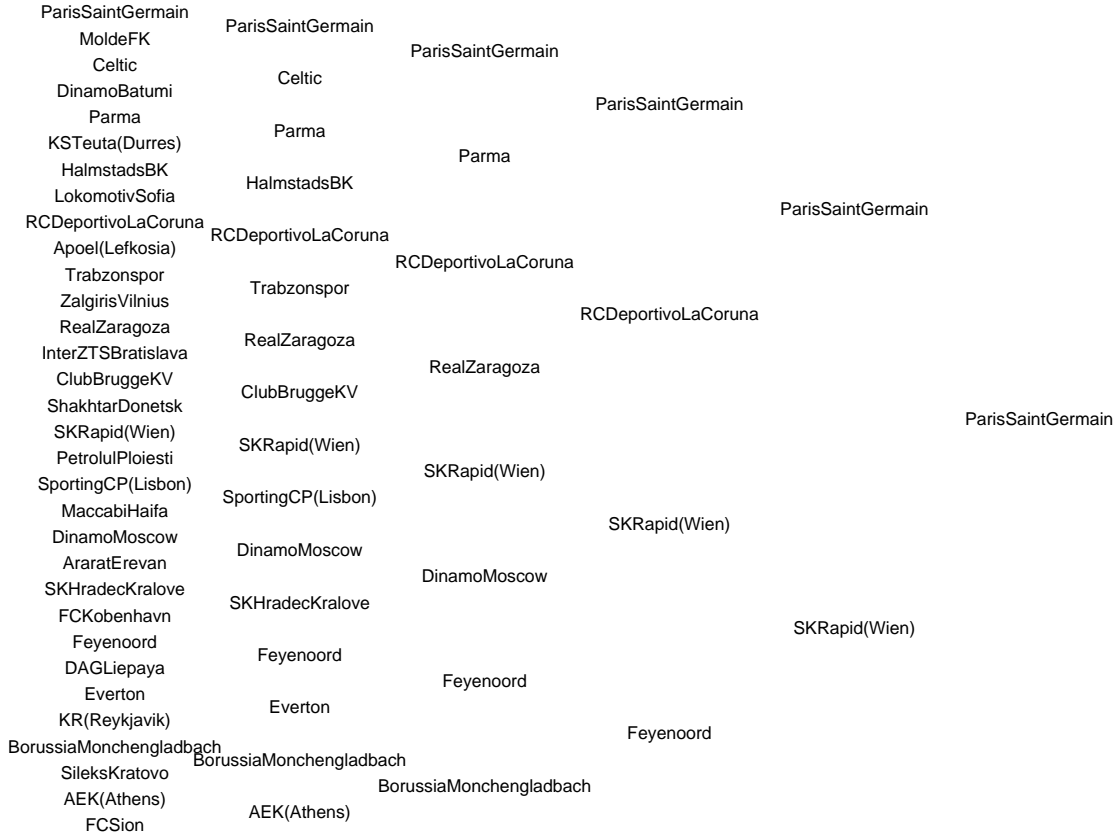 ParisSaintGermain
ParisSaintGermain
MoldeFK
ParisSaintGermain
Celtic
Celtic
DinamoBatumi
ParisSaintGermain
Parma
Parma
KSTeuta(Durres)
Parma
HalmstadsBK
HalmstadsBK
LokomotivSofia
ParisSaintGermain
RCDeportivoLaCoruna
RCDeportivoLaCoruna
Apoel(Lefkosia)
RCDeportivoLaCoruna
Trabzonspor
Trabzonspor
ZalgirisVilnius
RCDeportivoLaCoruna
RealZaragoza
RealZaragoza
InterZTSBratislava
RealZaragoza
ClubBruggeKV
ClubBruggeKV
ShakhtarDonetsk
ParisSaintGermain
SKRapid(Wien)
SKRapid(Wien)
PetrolulPloiesti
SKRapid(Wien)
SportingCP(Lisbon)
SportingCP(Lisbon)
MaccabiHaifa
SKRapid(Wien)
DinamoMoscow
DinamoMoscow
AraratErevan
DinamoMoscow
SKHradecKralove
SKHradecKralove
FCKobenhavn
SKRapid(Wien)
Feyenoord
Feyenoord
DAGLiepaya
Feyenoord
Everton
Everton
KR(Reykjavik)
Feyenoord
BorussiaMonchengladbach
BorussiaMonchengladbach
SileksKratovo
BorussiaMonchengladbach
AEK(Athens)
AEK(Athens)
FCSion